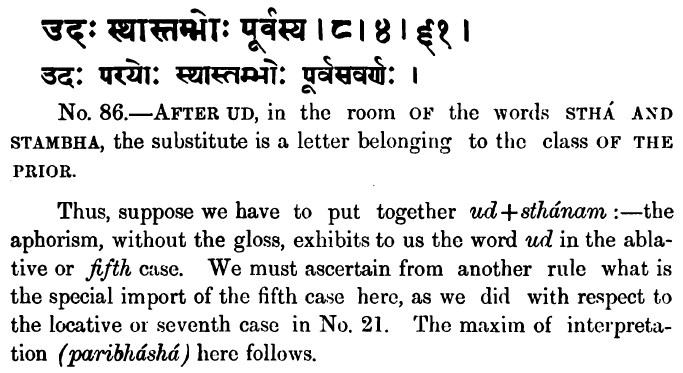 उदः स्थास्तम्भोः पूर्वस्य । ८ । ४ । ६१ ।
उदः परयोः स्थास्तम्भोः पूर्वसवर्णः ।
No. 86.—AFTER UD, in the room OF the words STHÁ AND
STAMBHA, the substitute is a letter belonging to the class OF THE
PRIOR.
Thus, suppose we have to put together ud+sthánam :—the
aphorism, without the gloss, exhibits to us the word ud in the abla-
tive or fifth case. We must ascertain from another rule what is
the special import of the fifth case here, as we did with respect to
the locative or seventh case in No. 21. The maxim of interpreta-
tion (paribháshá) here follows.